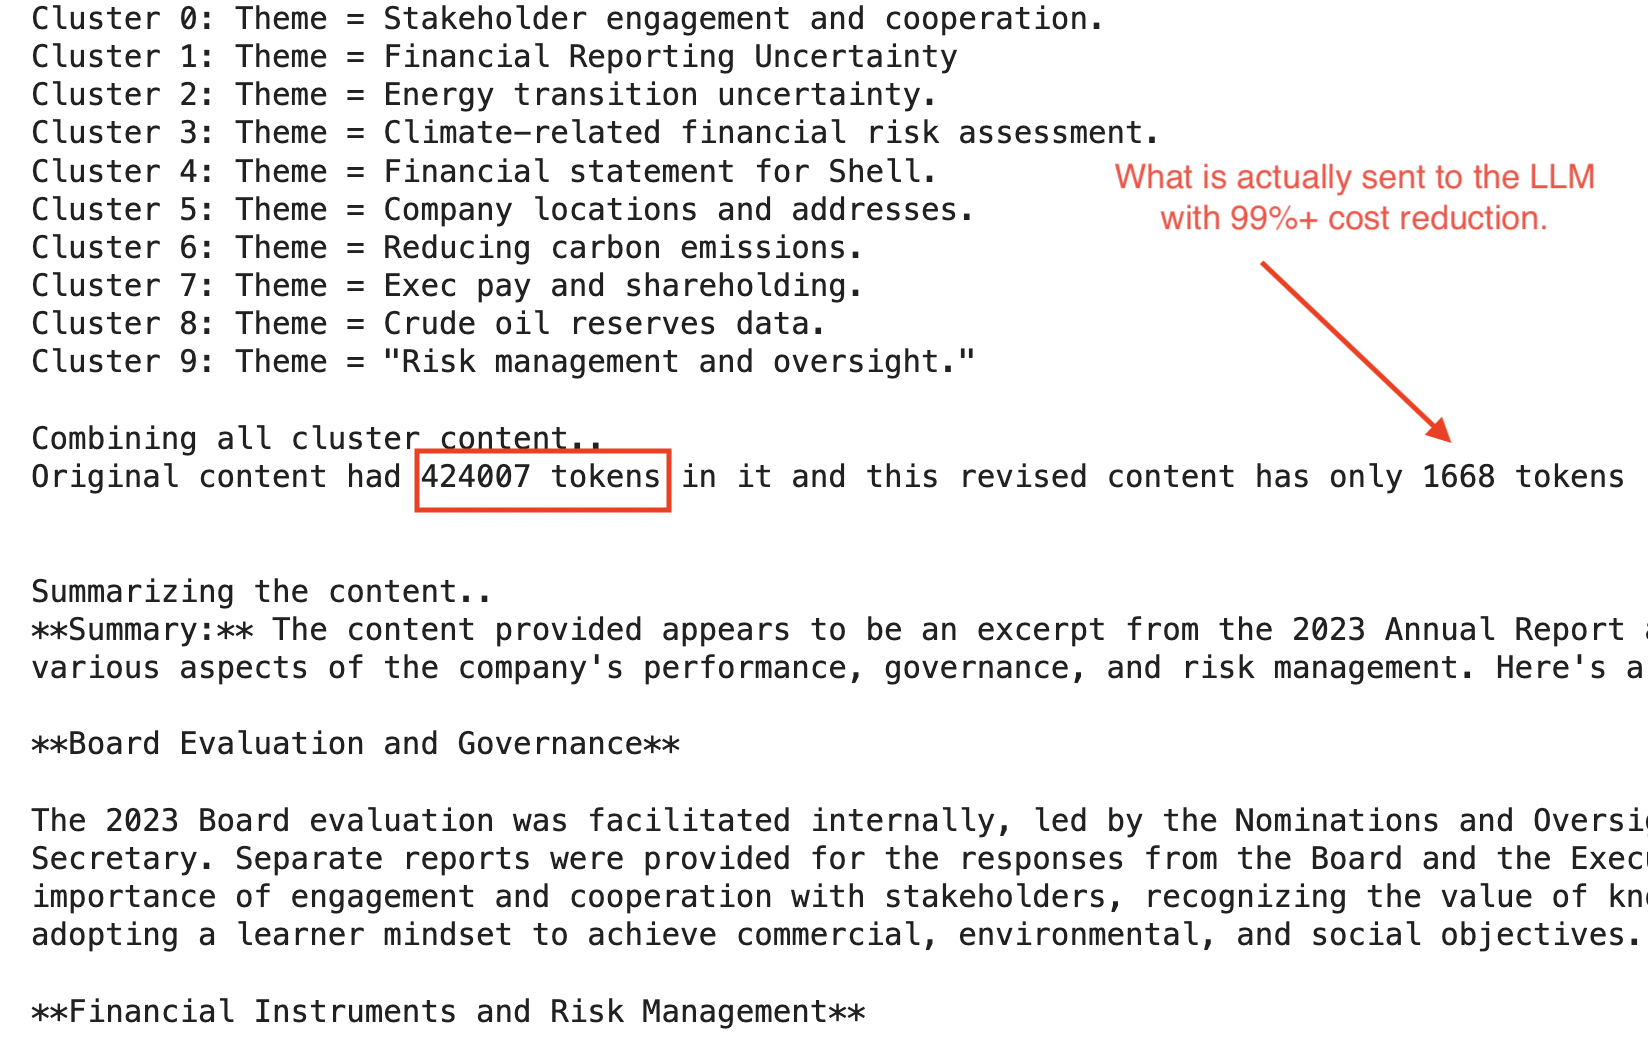 Cluster 0: Theme = Stakeholder engagement and cooperation.
Cluster 1: Theme = Financial Reporting Uncertainty
Cluster 2: Theme = Energy transition uncertainty.
Cluster 3: Theme = Climate-related financial risk assessment.
Cluster 4: Theme = Financial statement for Shell.
Cluster 5: Theme = Company locations and addresses.
Cluster 6: Theme = Reducing carbon emissions.
Cluster 7: Theme = Exec pay and shareholding.
Cluster 8: Theme = Crude oil reserves data.
Cluster 9: Theme = "Risk management and oversight."
What is actually sent to the LLM
with 99%+ cost reduction.
Combining all cluster content..
Original content had 424007 tokens in it and this revised content has only 1668 tokens
Summarizing the content..
**Summary:** The content provided appears to be an excerpt from the 2023 Annual Report
various aspects of the company's performance, governance, and risk management. Here's a
**Board Evaluation and Governance**
The 2023 Board evaluation was facilitated internally, led by the Nominations and
Secretary. Separate reports were provided for the responses from the Board and the
importance of engagement and cooperation with stakeholders, recognizing the value of
adopting a learner mindset to achieve commercial, environmental, and social objectives.
**Financial Instruments and Risk Management**